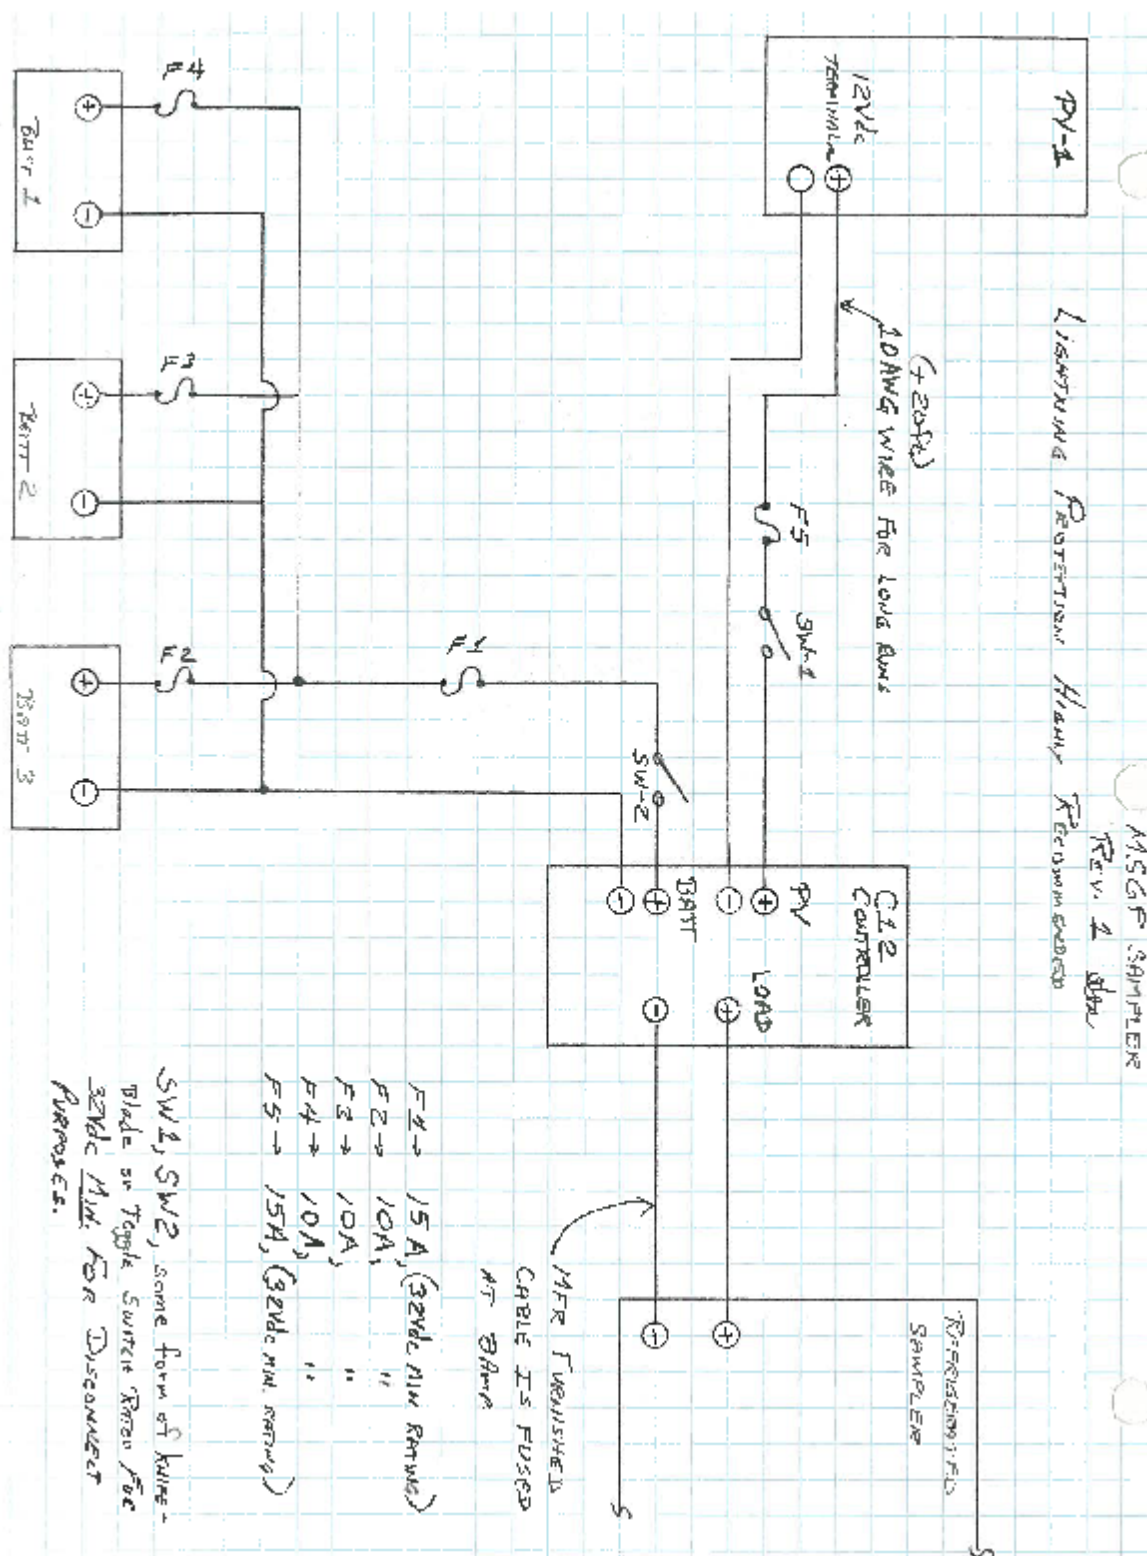 MSGF SAMPLER
Rev. 1
LIGHTNING PROTECTION HIGHLY RECOMMENDED
PV-1
12Vdc
TERMINAL
+
(+20ft)
10AWG WIRE FOR LONG RUNS
F5
SW-1
C12
CONTROLLER
PV
LOAD
+
-
+
BATT
+
-
-
REFRIGERATED
SAMPLER
+
-
S
S
MFR FURNISHED
CABLE IS FUSED
AT 8AMP
SW-2
F1
F4
F3
F2
+
-
BATT 1
+
-
BATT 2
+
-
BATT 3
F1→ 15A, (32Vdc MIN RATING)
F2→ 10A, "
F3→ 10A, "
F4→ 10A, "
F5→ 15A, (32Vdc MIN. RATING)
SW1, SW2, some form of KNIFE-
Blade or Toggle Switch RATED FOR
32Vdc MIN. FOR DISCONNECT
PURPOSES.